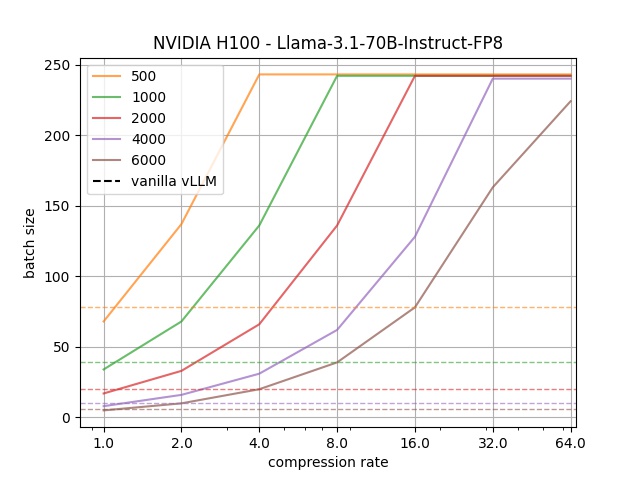 NVIDIA H100 - Llama-3.1-70B-Instruct-FP8
250
200
150
100
50
0
batch size
500
1000
2000
4000
6000
vanilla vLLM
1.0 2.0 4.0 8.0 16.0 32.0 64.0
compression rate